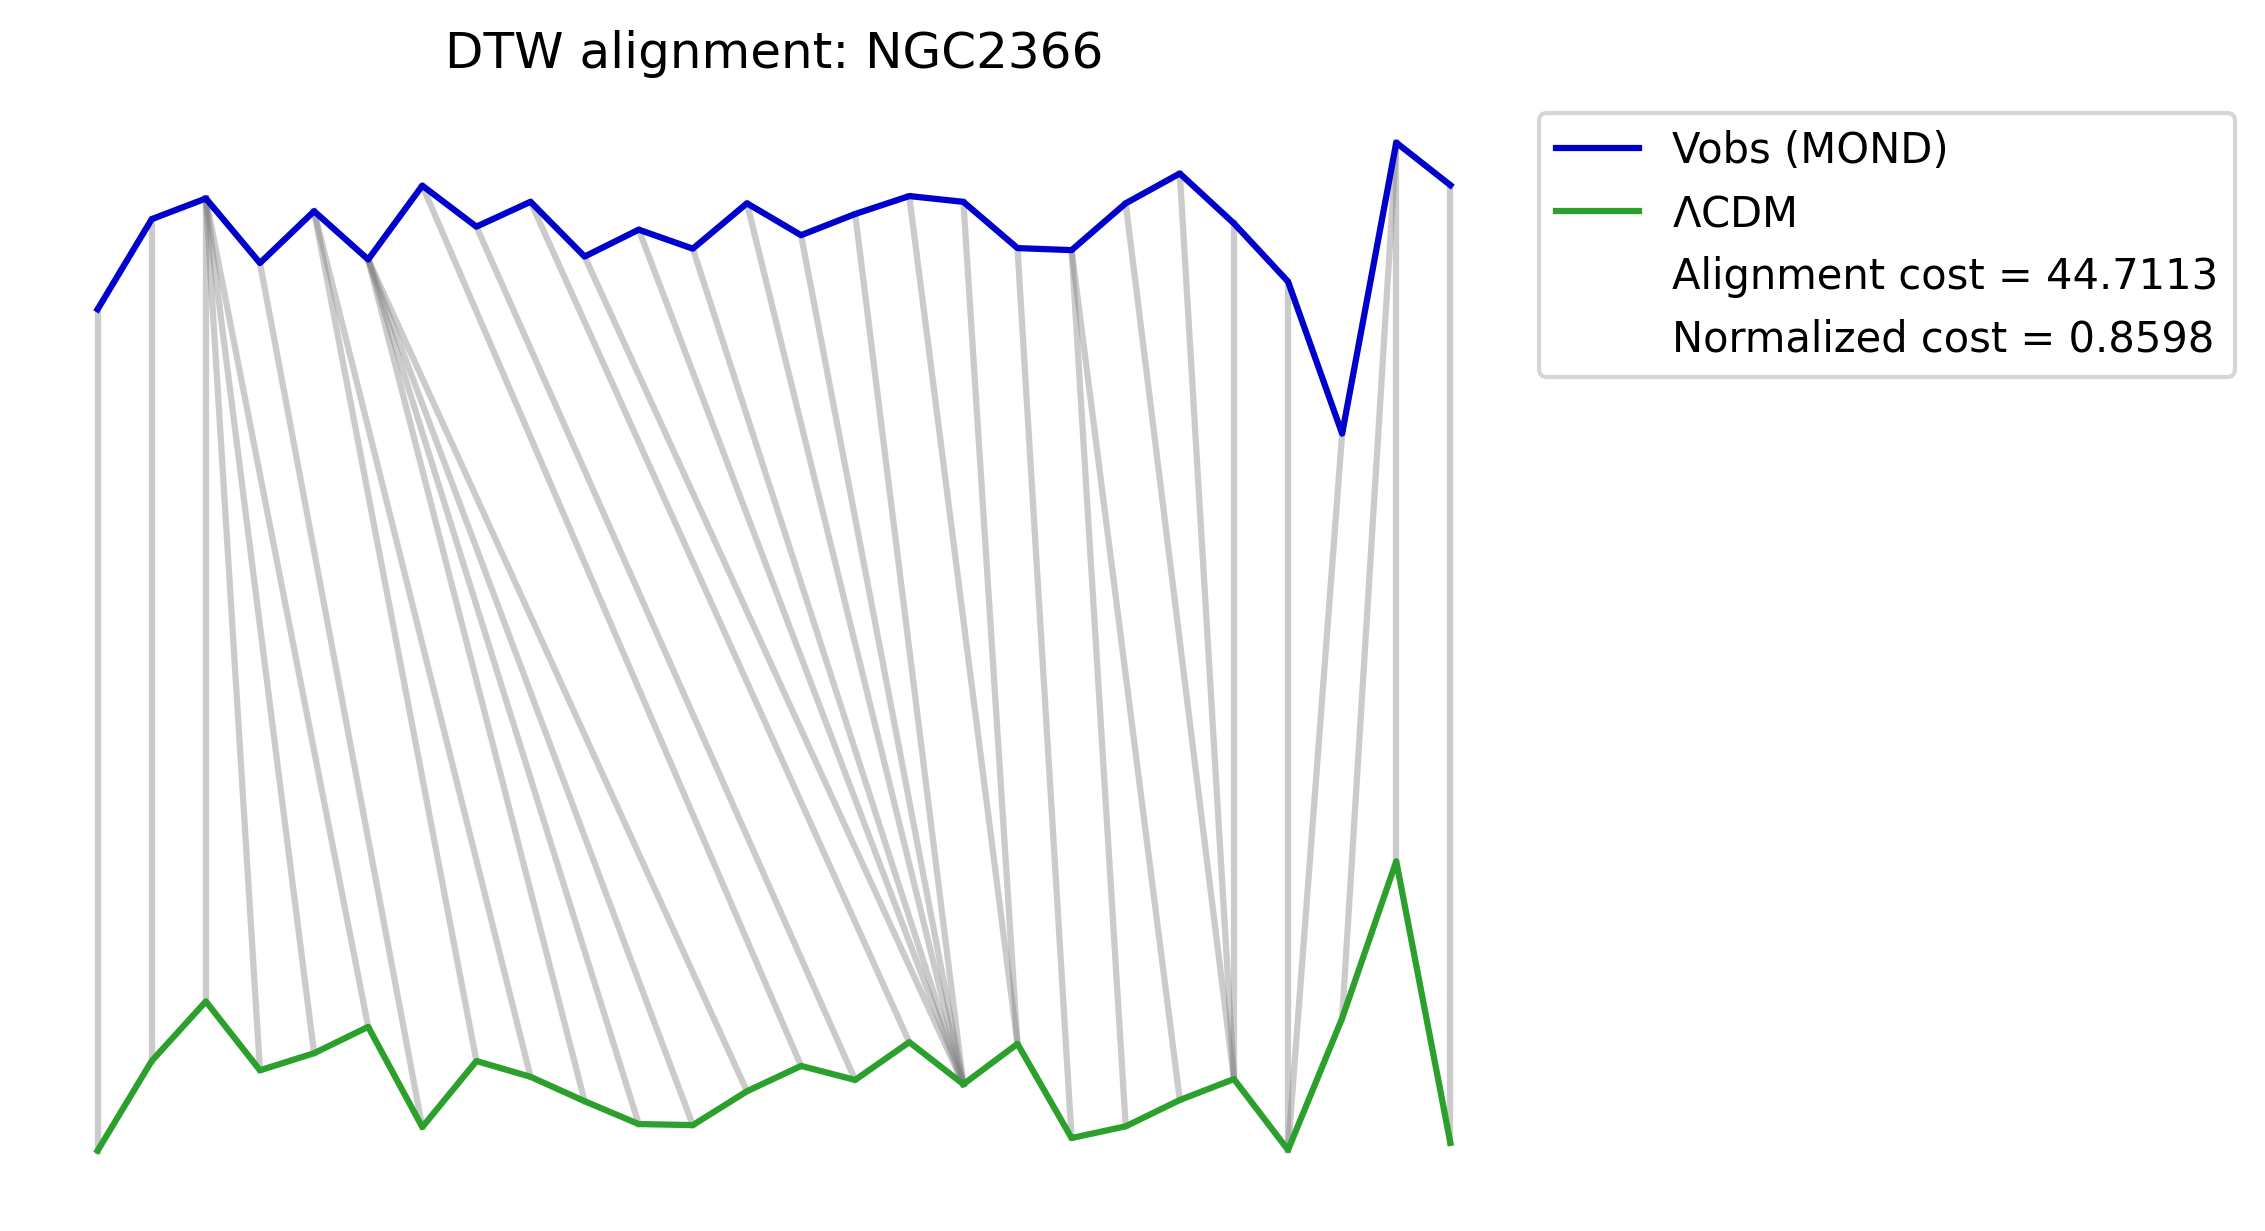 DTW alignment: NGC2366
Vobs (MOND)
ΛCDM
Alignment cost = 44.7113
Normalized cost = 0.8598